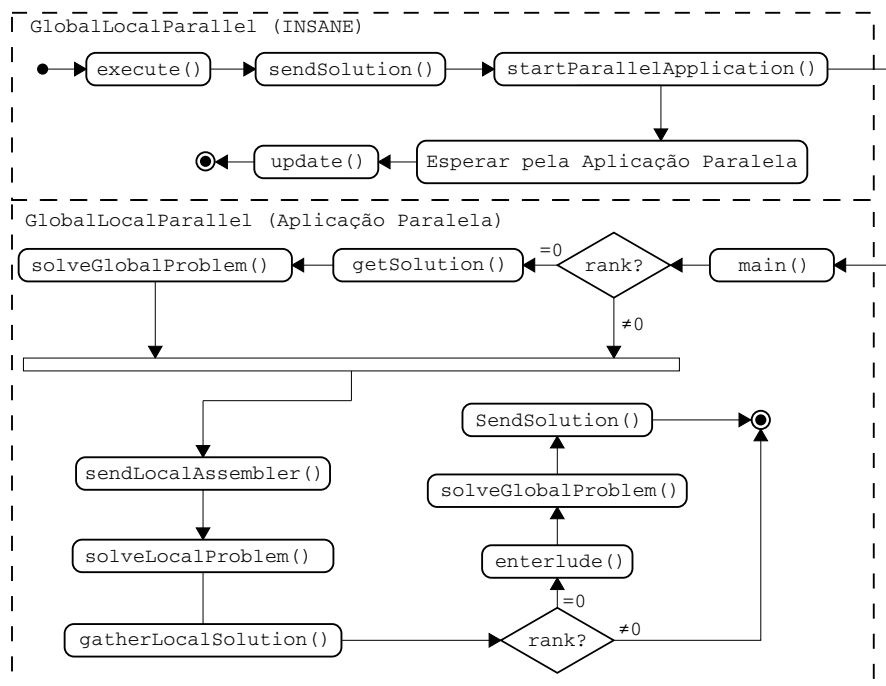 GlobalLocalParallel (INSANE)
execute()
sendSolution()
startParallelApplication()
update()
Esperar pela Aplicação Paralela
GlobalLocalParallel (Aplicação Paralela)
solveGlobalProblem()
getSolution()
=0
rank?
main()
≠0
SendSolution()
sendLocalAssembler()
solveGlobalProblem()
solveLocalProblem()
enterlude()
=0
gatherLocalSolution()
rank?
≠0